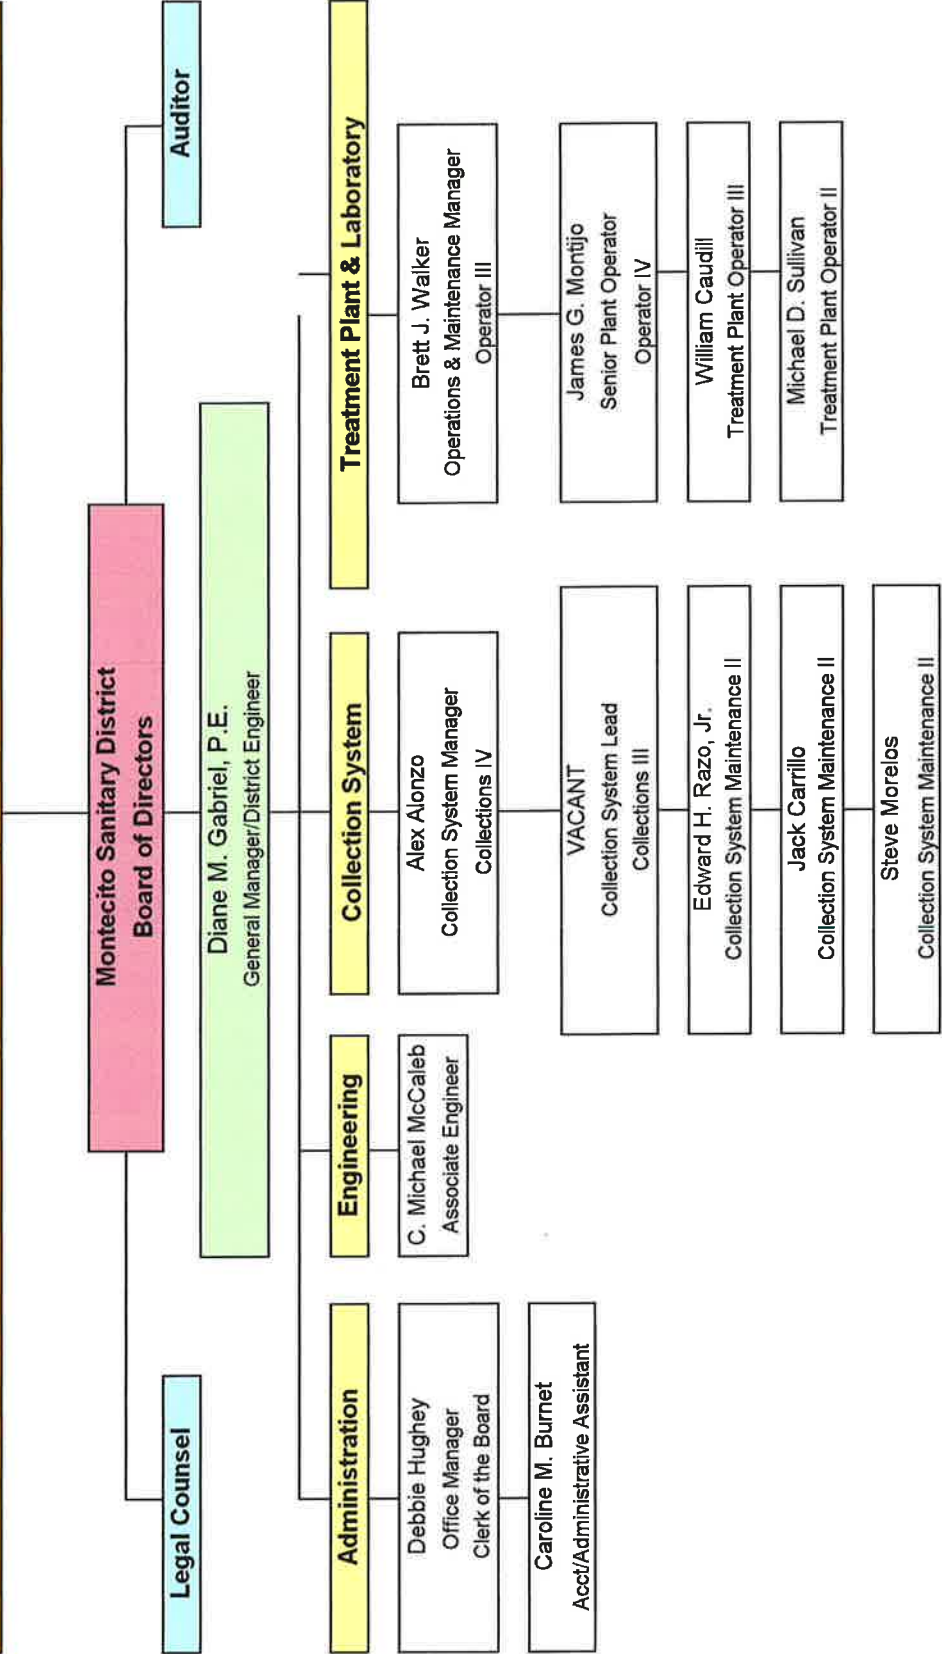 Montecito Sanitary District
Board of Directors
Legal Counsel
Auditor
Diane M. Gabriel, P.E.
General Manager/District Engineer
Administration
Debbie Hughey
Office Manager
Clerk of the Board
Caroline M. Burnet
Acct/Administrative Assistant
Engineering
C. Michael McCaleb
Associate Engineer
Collection System
Alex Alonzo
Collection System Manager
Collections IV
VACANT
Collection System Lead
Collections III
Edward H. Razo, Jr.
Collection System Maintenance II
Jack Carrillo
Collection System Maintenance II
Steve Morelos
Collection System Maintenance II
Treatment Plant & Laboratory
Brett J. Walker
Operations & Maintenance Manager
Operator III
James G. Montijo
Senior Plant Operator
Operator IV
William Caudill
Treatment Plant Operator III
Michael D. Sullivan
Treatment Plant Operator II